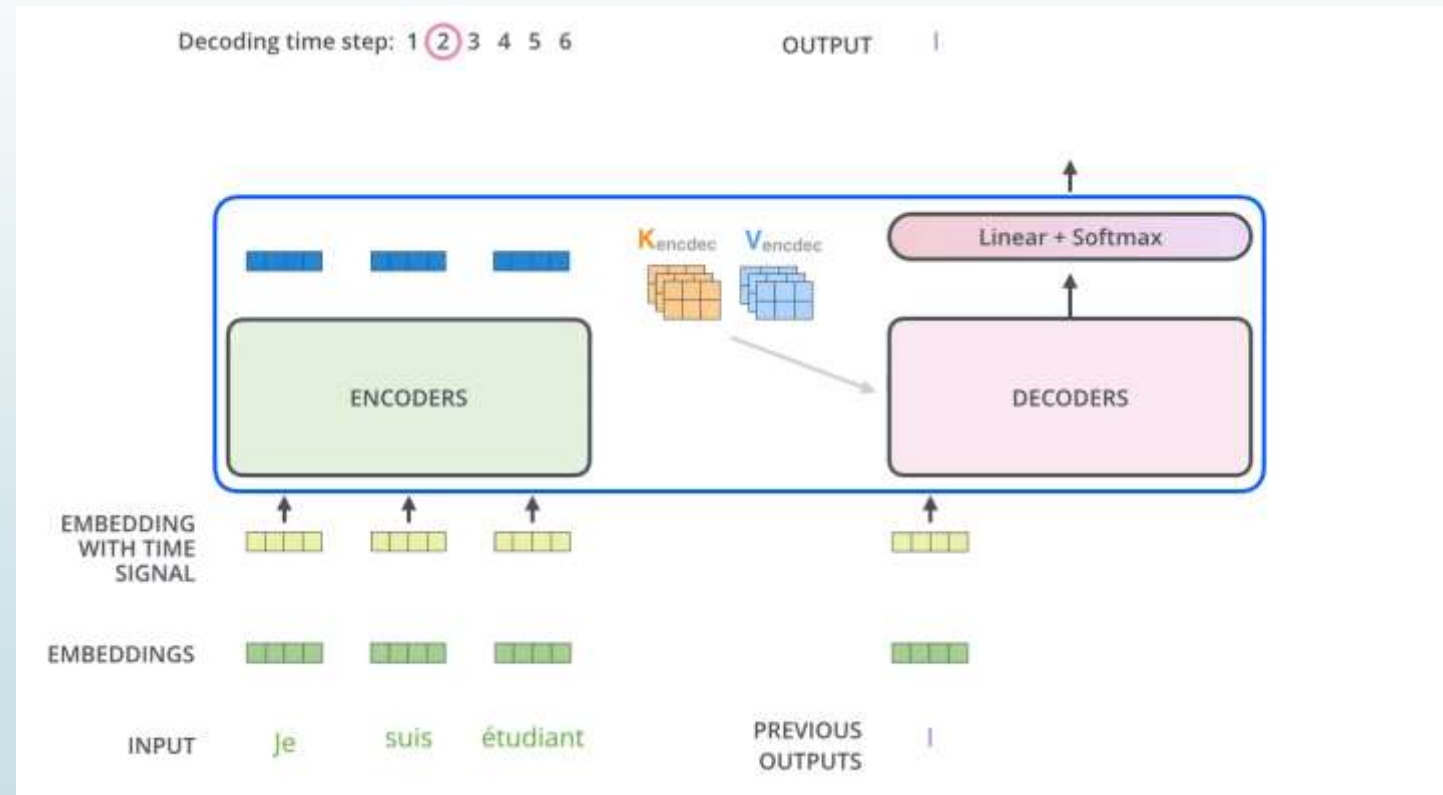 Decoding time step: 1 2 3 4 5 6
OUTPUT I
Kencdec Vencdec
Linear + Softmax
ENCODERS
DECODERS
EMBEDDING
WITH TIME
SIGNAL
EMBEDDINGS
INPUT Je suis étudiant
PREVIOUS
OUTPUTS
I